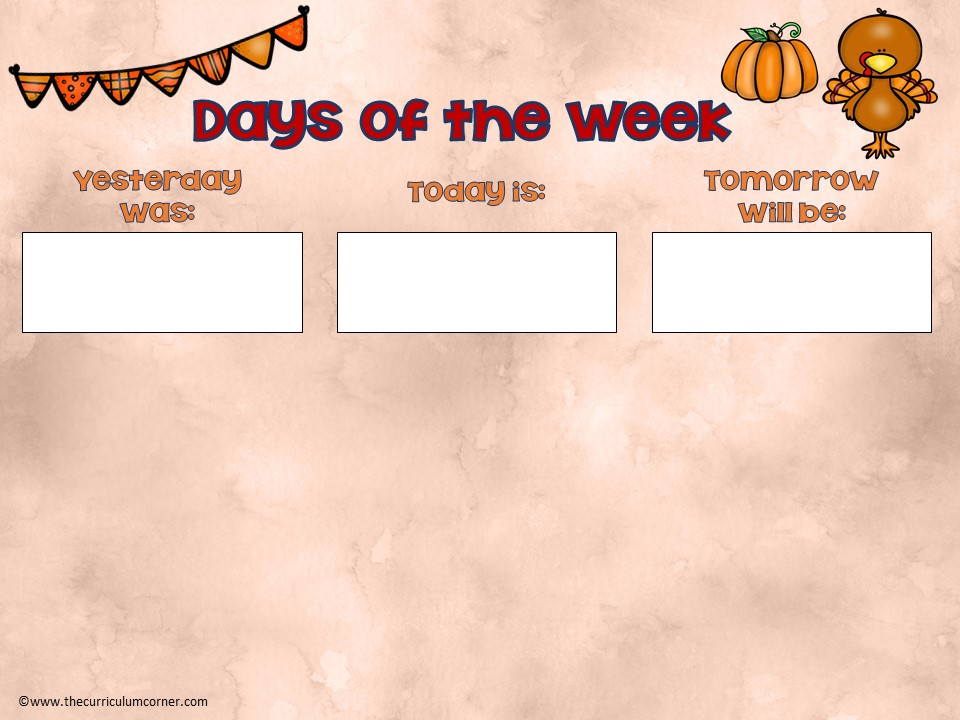 Days of the Week
Yesterday
was:
Today is:
Tomorrow
will be:
©www.thecurriculumcorner.com